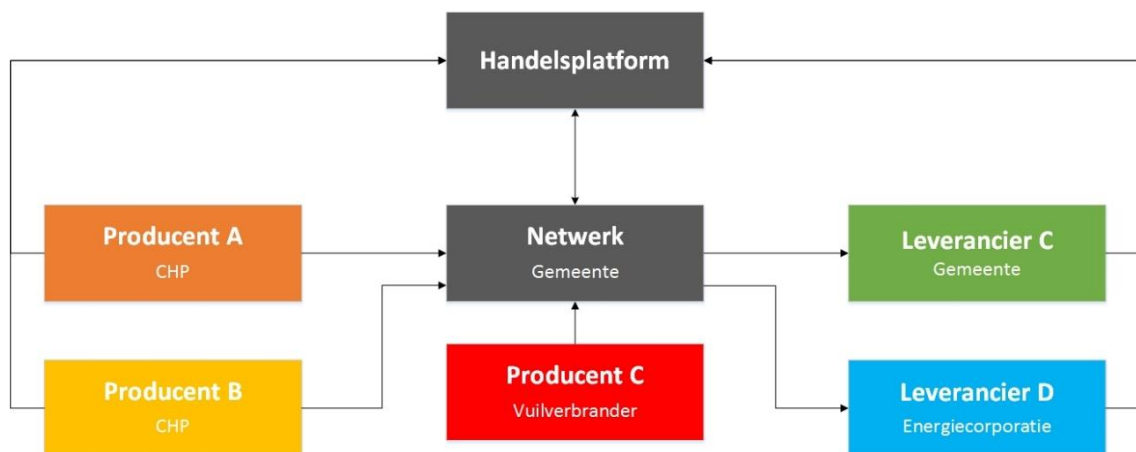 Handelsplatform
Producent A
CHP
Netwerk
Gemeente
Leverancier C
Gemeente
Producent B
CHP
Producent C
Vuilverbrander
Leverancier D
Energiecorporatie